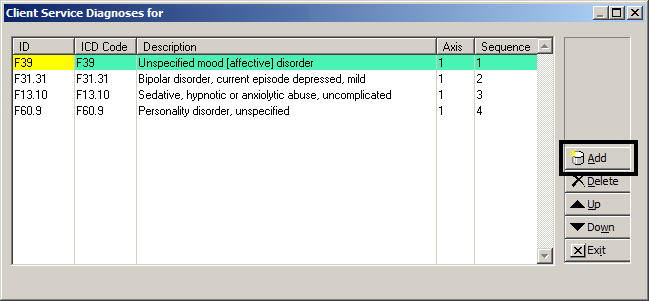 Client Service Diagnoses for
ID ICD Code Description Axis Sequence
F39 F39 Unspecified mood [affective] disorder 1 1
F31.31 F31.31 Bipolar disorder, current episode depressed, mild 1 2
F13.10 F13.10 Sedative, hypnotic or anxiolytic abuse, uncomplicated 1 3
F60.9 F60.9 Personality disorder, unspecified 1 4
Add
Delete
Up
Down
Exit